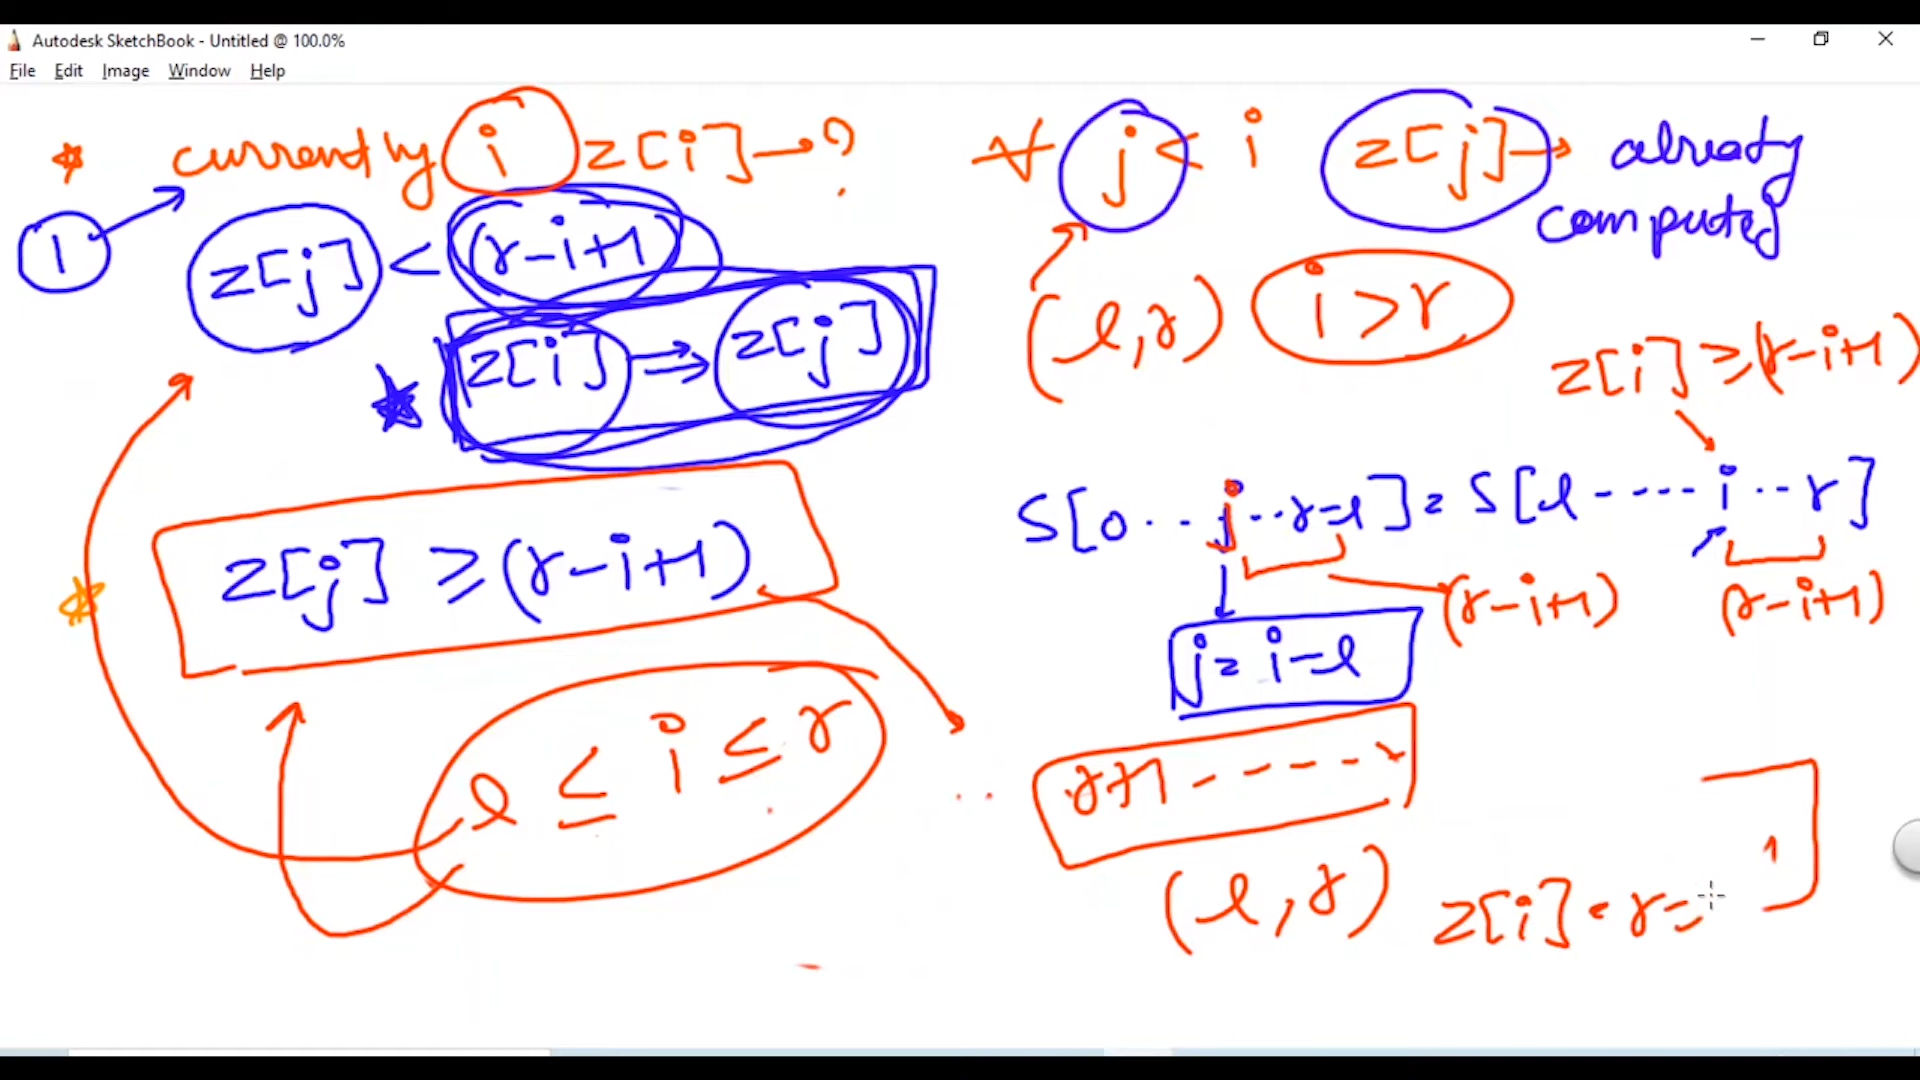 Autodesk SketchBook - Untitled @ 100.0%
File Edit Image Window Help
* currently i z[i] → ?
1
z[j] < (r-i+1)
z[i] → z[j]
z[j] ≥ (r-i+1)
l ≤ i ≤ r
∀ j < i z[j] → already
computed
(l,r) i > r
z[i] ≥ (r-i+1)
S[0 .. j .. r-l] = S[l ---- i .. r]
(r-i+1) (r-i+1)
j = i-l
r+1 -----
(l, r) z[i] = r-